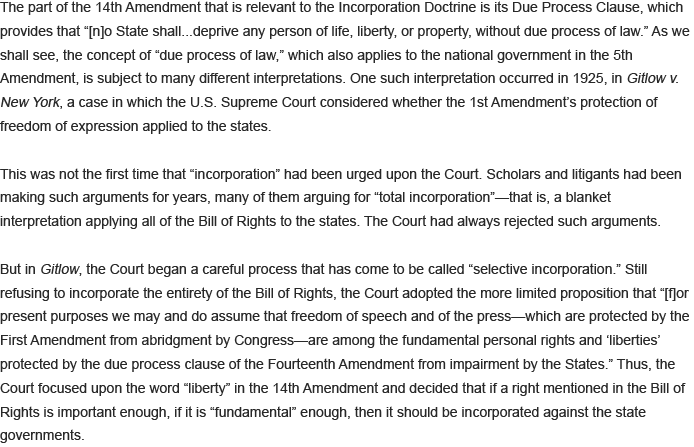 The part of the 14th Amendment that is relevant to the Incorporation Doctrine is its Due Process Clause, which
provides that “[n]o State shall...deprive any person of life, liberty, or property, without due process of law.” As we
shall see, the concept of “due process of law,” which also applies to the national government in the 5th
Amendment, is subject to many different interpretations. One such interpretation occurred in 1925, in Gitlow v.
New York, a case in which the U.S. Supreme Court considered whether the 1st Amendment’s protection of
freedom of expression applied to the states.

This was not the first time that “incorporation” had been urged upon the Court. Scholars and litigants had been
making such arguments for years, many of them arguing for “total incorporation”—that is, a blanket
interpretation applying all of the Bill of Rights to the states. The Court had always rejected such arguments.

But in Gitlow, the Court began a careful process that has come to be called “selective incorporation.” Still
refusing to incorporate the entirety of the Bill of Rights, the Court adopted the more limited proposition that “[f]or
present purposes we may and do assume that freedom of speech and of the press—which are protected by the
First Amendment from abridgment by Congress—are among the fundamental personal rights and ‘liberties’
protected by the due process clause of the Fourteenth Amendment from impairment by the States.” Thus, the
Court focused upon the word “liberty” in the 14th Amendment and decided that if a right mentioned in the Bill of
Rights is important enough, if it is “fundamental” enough, then it should be incorporated against the state
governments.